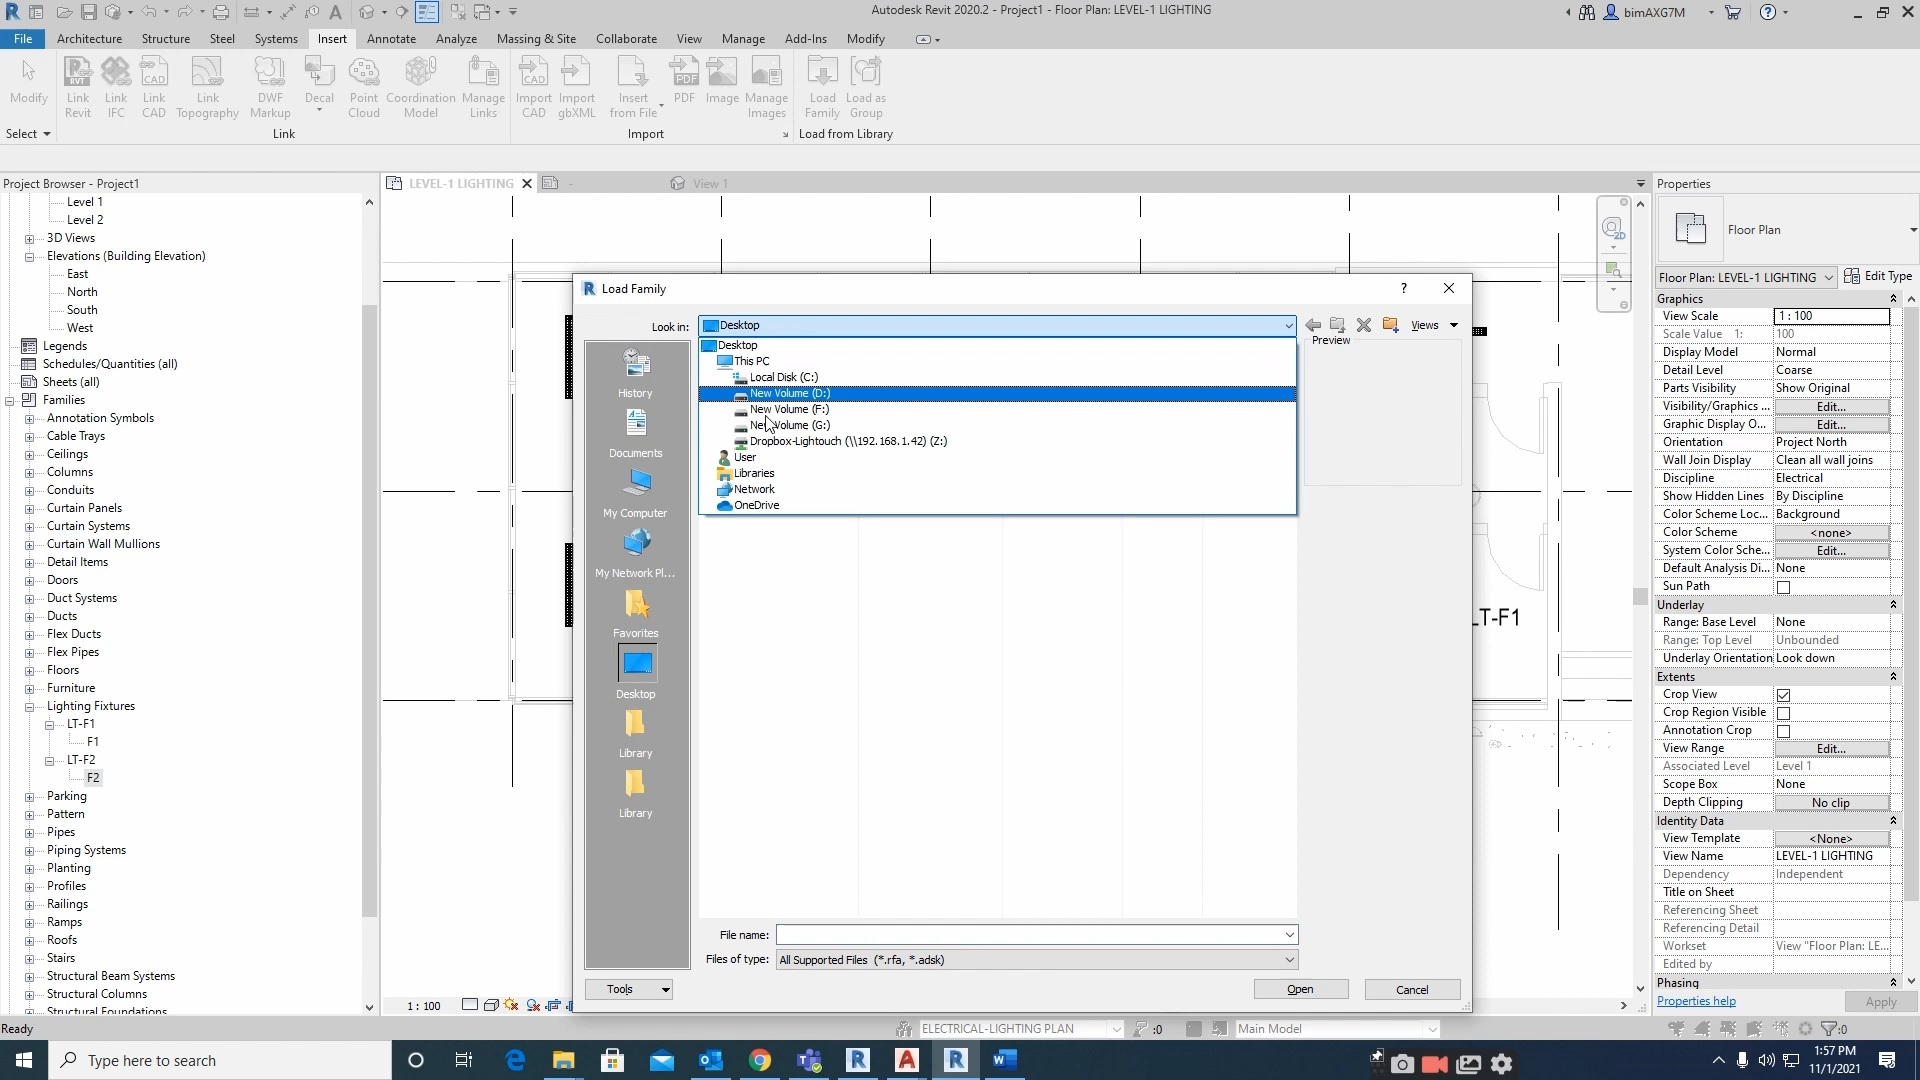 Autodesk Revit 2020.2 - Project1 - Floor Plan: LEVEL-1 LIGHTING
bimAXG7M
File Architecture Structure Steel Systems Insert Annotate Analyze Massing & Site Collaborate View Manage Add-Ins Modify
Modify
Link Revit
Link IFC
Link CAD
Link Topography
DWF Markup
Decal
Point Cloud
Coordination Model
Manage Links
Import CAD
Import gbXML
Insert from File
PDF
Image
Manage Images
Load Family
Load as Group
Select Link Import Load from Library
Project Browser - Project1
Level 1
Level 2
3D Views
Elevations (Building Elevation)
East
North
South
West
Legends
Schedules/Quantities (all)
Sheets (all)
Families
Annotation Symbols
Cable Trays
Ceilings
Columns
Conduits
Curtain Panels
Curtain Systems
Curtain Wall Mullions
Detail Items
Doors
Duct Systems
Ducts
Flex Ducts
Flex Pipes
Floors
Furniture
Lighting Fixtures
LT-F1
F1
LT-F2
F2
Parking
Pattern
Pipes
Piping Systems
Planting
Profiles
Railings
Ramps
Roofs
Stairs
Structural Beam Systems
Structural Columns
Structural Foundations
LEVEL-1 LIGHTING
-
View 1
2D
LT-F1
Load Family
?
Look in:
Desktop
Views
Desktop
This PC
Local Disk (C:)
New Volume (D:)
New Volume (F:)
New Volume (G:)
Dropbox-Lightouch (\\192.168.1.42) (Z:)
User
Libraries
Network
OneDrive
Preview
History
Documents
My Computer
My Network Pl...
Favorites
Desktop
Library
Library
File name:
Files of type: All Supported Files (*.rfa, *.adsk)
Tools
Open
Cancel
1 : 100
Properties
Floor Plan
Floor Plan: LEVEL-1 LIGHTING Edit Type
Graphics
View Scale 1 : 100
Scale Value 1: 100
Display Model Normal
Detail Level Coarse
Parts Visibility Show Original
Visibility/Graphics ... Edit...
Graphic Display O... Edit...
Orientation Project North
Wall Join Display Clean all wall joins
Discipline Electrical
Show Hidden Lines By Discipline
Color Scheme Loc... Background
Color Scheme <none>
System Color Sche... Edit...
Default Analysis Di... None
Sun Path
Underlay
Range: Base Level None
Range: Top Level Unbounded
Underlay Orientation Look down
Extents
Crop View
Crop Region Visible
Annotation Crop
View Range Edit...
Associated Level Level 1
Scope Box None
Depth Clipping No clip
Identity Data
View Template <None>
View Name LEVEL-1 LIGHTING
Dependency Independent
Title on Sheet
Referencing Sheet
Referencing Detail
Workset View "Floor Plan: LE...
Edited by
Phasing
Properties help Apply
Ready
ELECTRICAL-LIGHTING PLAN
:0
Main Model
:0
Type here to search
1:57 PM
11/1/2021